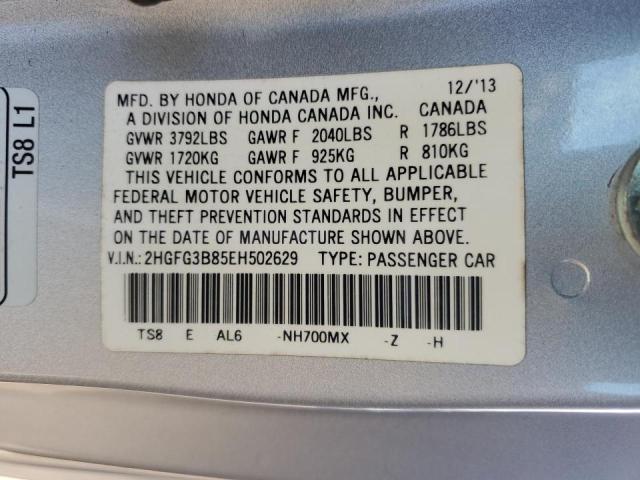 TS8 L1
MFD. BY HONDA OF CANADA MFG., 12/'13
A DIVISION OF HONDA CANADA INC. CANADA
GVWR 3792LBS GAWR F 2040LBS R 1786LBS
GVWR 1720KG GAWR F 925KG R 810KG
THIS VEHICLE CONFORMS TO ALL APPLICABLE
FEDERAL MOTOR VEHICLE SAFETY, BUMPER,
AND THEFT PREVENTION STANDARDS IN EFFECT
ON THE DATE OF MANUFACTURE SHOWN ABOVE.
V.I.N.: 2HGFG3B85EH502629 TYPE: PASSENGER CAR
TS8 E AL6 -NH700MX -Z -H